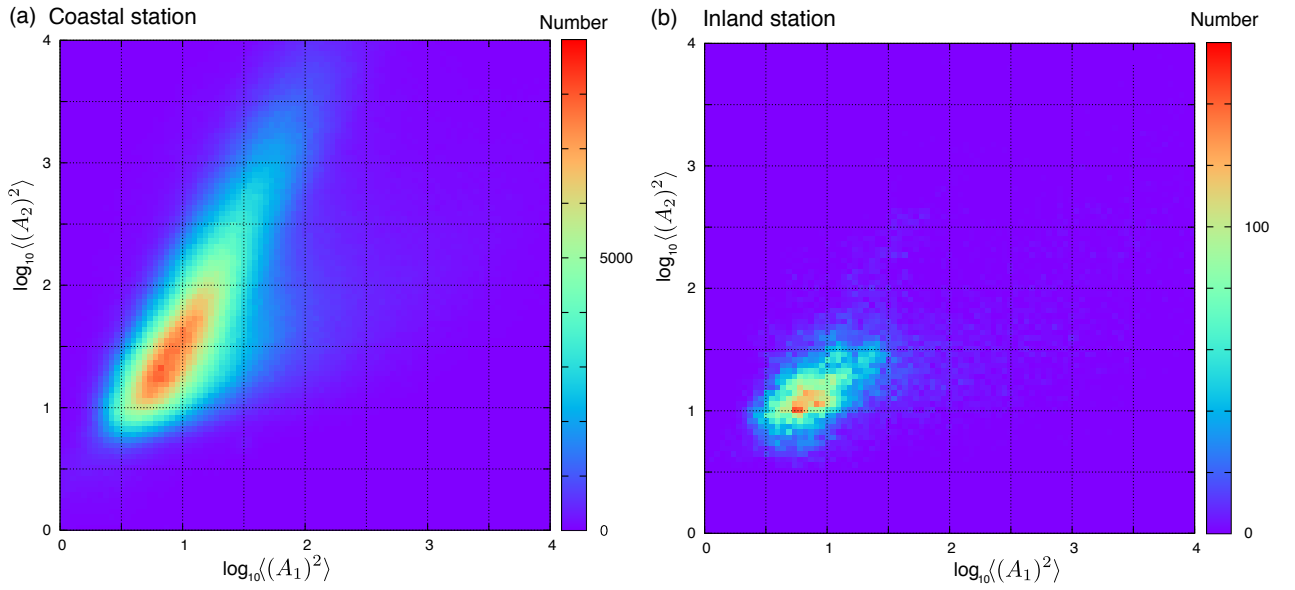 (a) Coastal station
Number
4
3
2
1
0
5000
0
0 1 2 3 4
log₁₀⟨(A₂)²⟩
log₁₀⟨(A₁)²⟩
(b) Inland station
Number
4
3
2
1
0
100
0
0 1 2 3 4
log₁₀⟨(A₂)²⟩
log₁₀⟨(A₁)²⟩